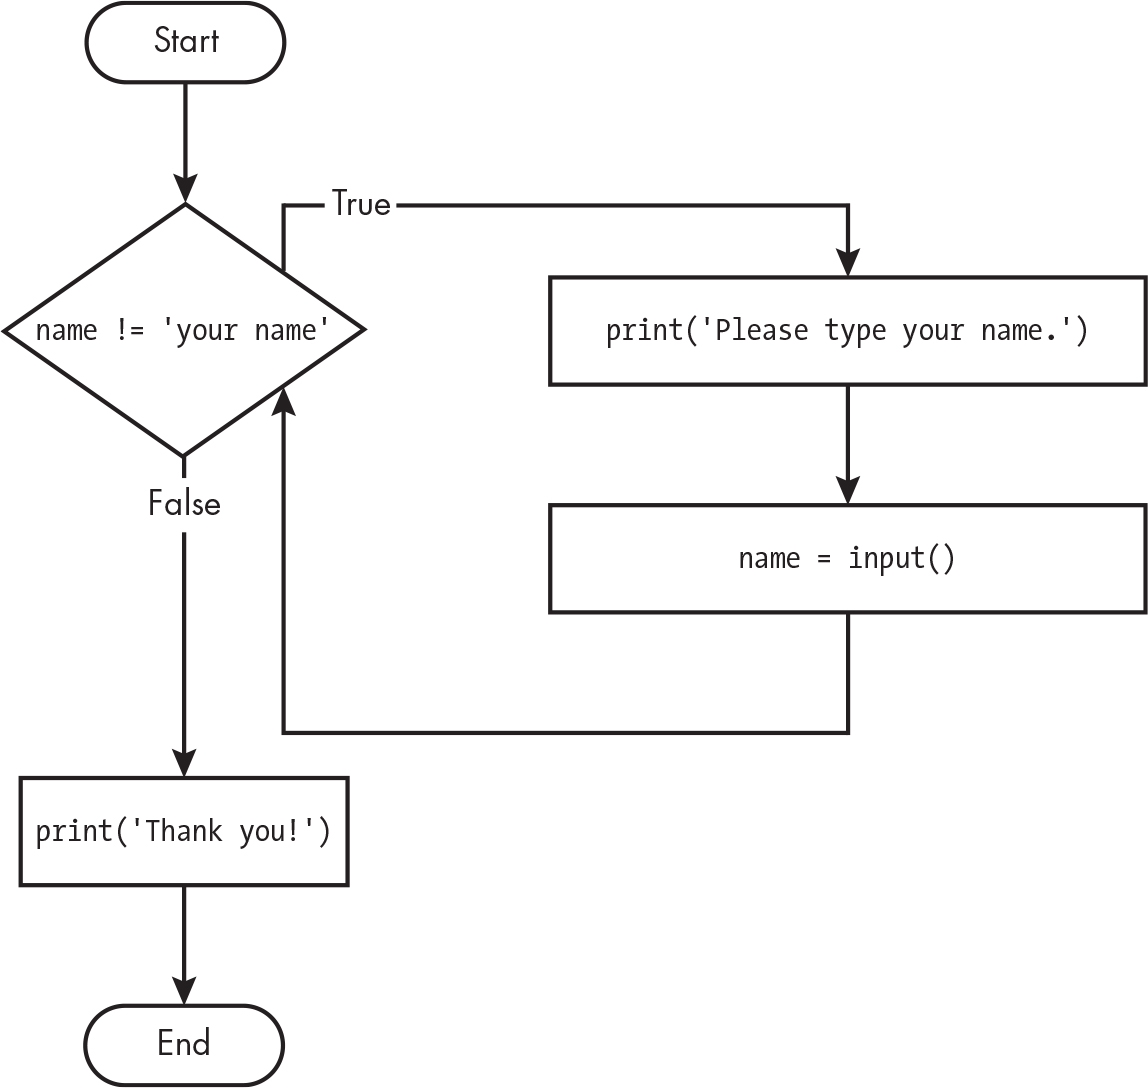 Start
True
name != 'your name'
print('Please type your name.')
False
name = input()
print('Thank you!')
End